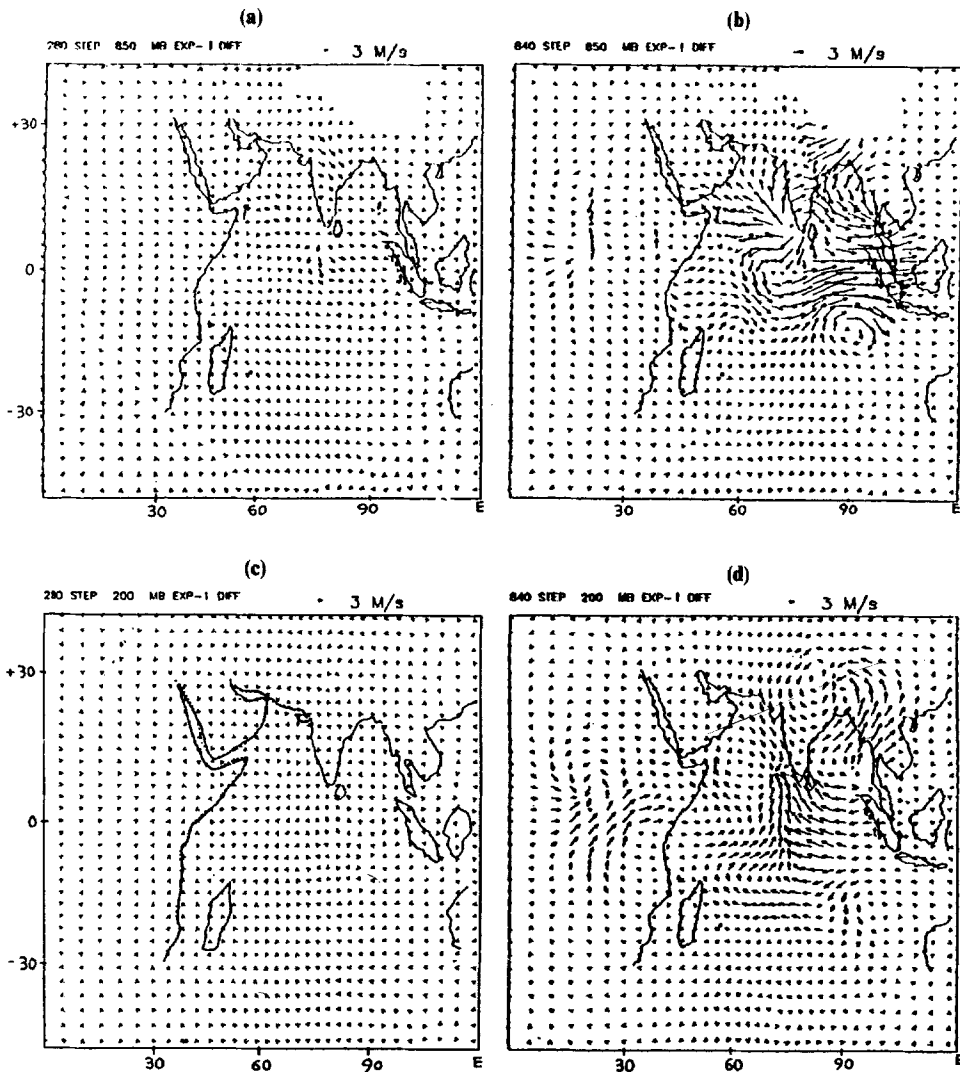 (a)
280 STEP 850 MB EXP-1 DIFF
3 M/s
+30
0
-30
30 60 90 E
(b)
840 STEP 850 MB EXP-1 DIFF
3 M/s
30 60 90 E
(c)
280 STEP 200 MB EXP-1 DIFF
3 M/s
+30
0
-30
30 60 90 E
(d)
840 STEP 200 MB EXP-1 DIFF
3 M/s
30 60 90 E